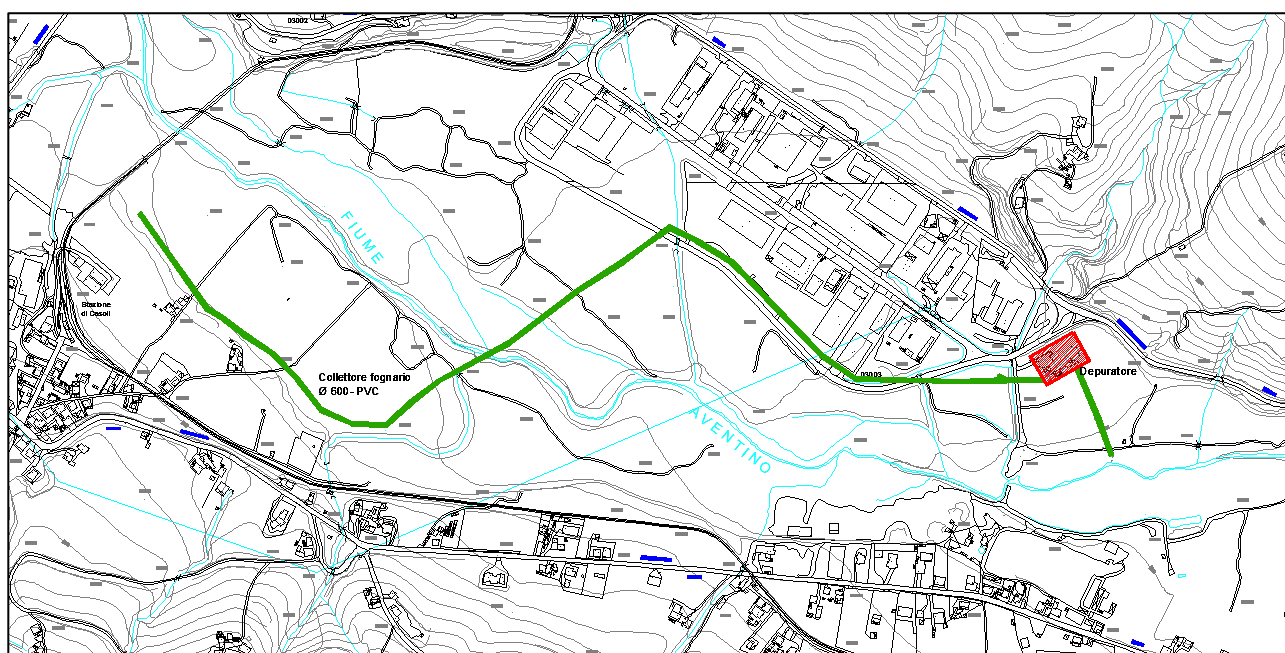 03002
FIUME
Stazione
di Casoli
Collettore fognario
Ø 600 - PVC
03003
Depuratore
AVENTINO